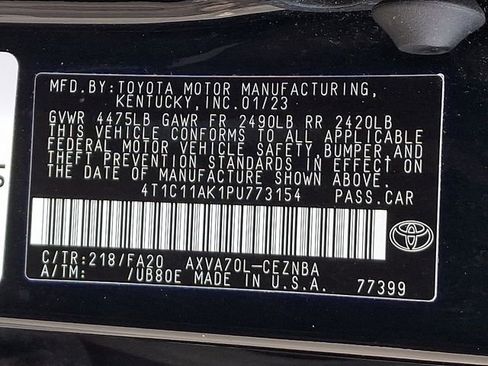 MFD.BY:TOYOTA MOTOR MANUFACTURING,
KENTUCKY,INC.01/23
GVWR 4475LB GAWR FR 2490LB RR 2420LB
THIS VEHICLE CONFORMS TO ALL APPLICABLE
FEDERAL MOTOR VEHICLE SAFETY, BUMPER, AND
THEFT PREVENTION STANDARDS IN EFFECT ON
THE DATE OF MANUFACTURE SHOWN ABOVE.
4T1C11AK1PU773154 PASS.CAR
C/TR:218/FA20 AXVA70L-CEZNBA
A/TM: /UB80E MADE IN U.S.A. 77399